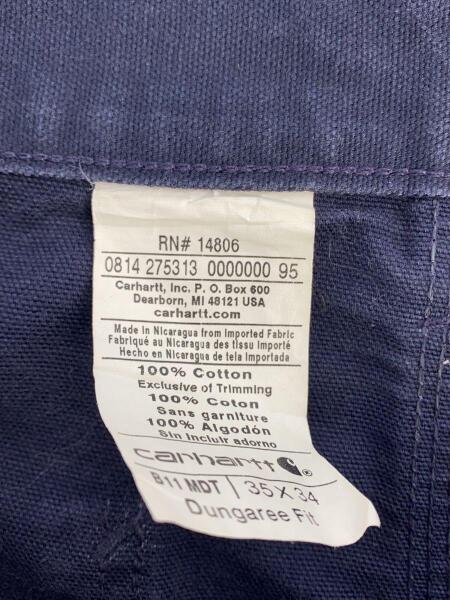 RN# 14806
0814 275313 0000000 95
Carhartt, Inc. P. O. Box 600
Dearborn, MI 48121 USA
carhartt.com
Made in Nicaragua from Imported Fabric
Fabriqué au Nicaragua des tissu Importé
Hecho en Nicaragua de tela Importada
100% Cotton
Exclusive of Trimming
100% Coton
Sans garniture
100% Algodón
Sin Incluir adorno
carhartt ®
B11 MDT | 35 X 34
Dungaree Fit